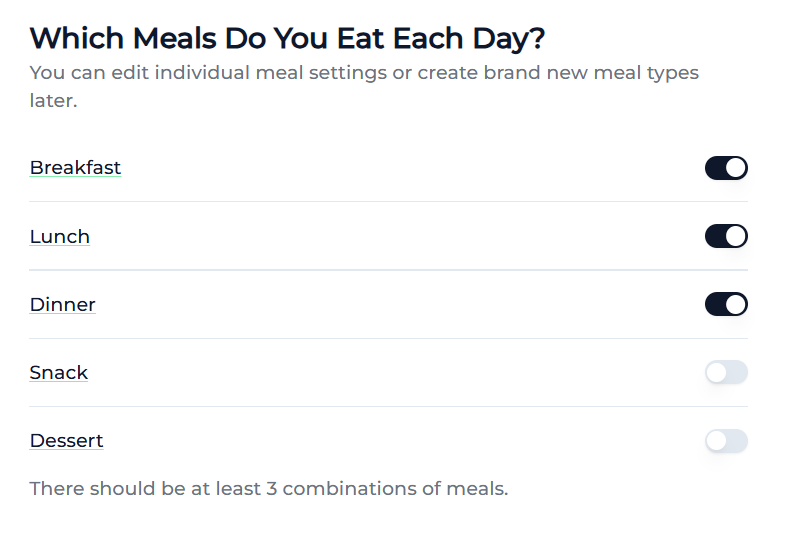 Which Meals Do You Eat Each Day?
You can edit individual meal settings or create brand new meal types
later.
Breakfast
Lunch
Dinner
Snack
Dessert
There should be at least 3 combinations of meals.